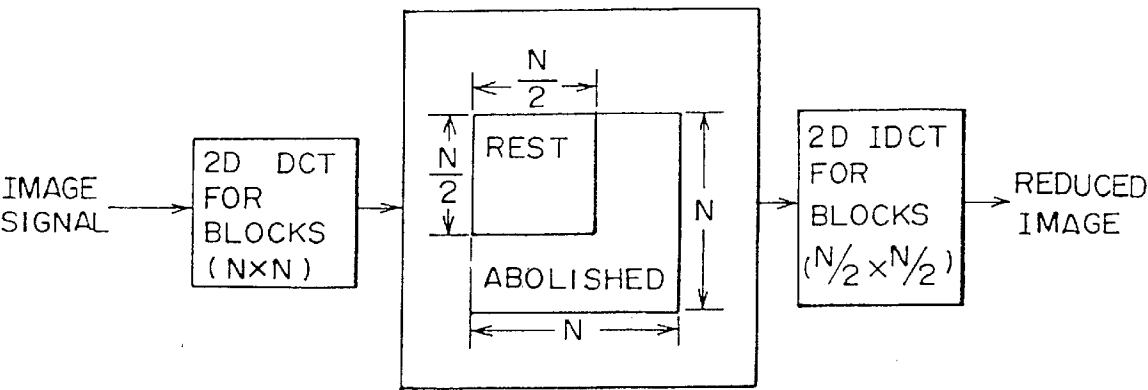 IMAGE
SIGNAL
2D DCT
FOR
BLOCKS
(N×N)
N
2
N
2
REST
ABOLISHED
N
N
2D IDCT
FOR
BLOCKS
(N/2×N/2)
REDUCED
IMAGE